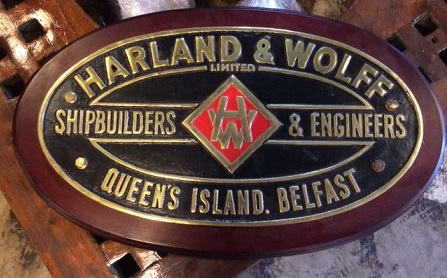 HARLAND & WOLFF
LIMITED
SHIPBUILDERS & ENGINEERS
HW
QUEEN'S ISLAND. BELFAST